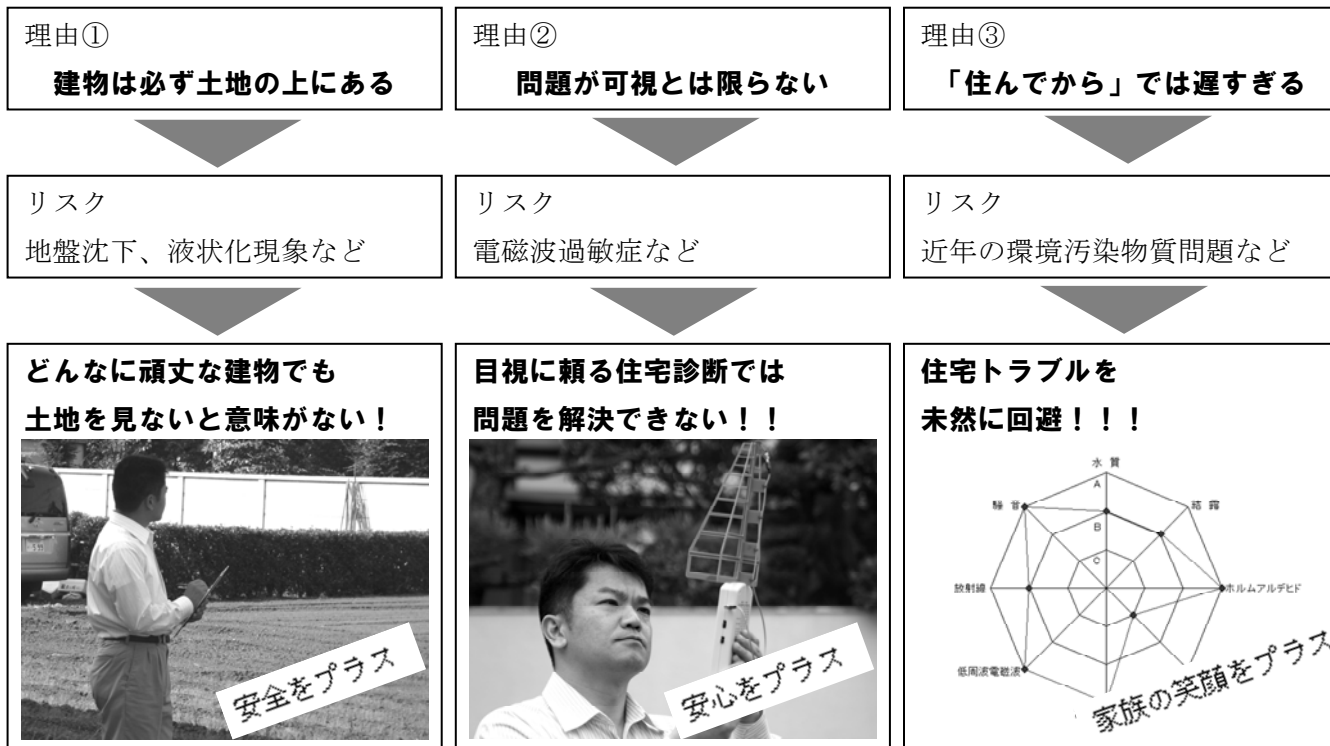 理由①
建物は必ず土地の上にある
リスク
地盤沈下、液状化現象など
どんなに頑丈な建物でも
土地を見ないと意味がない！
安全をプラス
理由②
問題が可視とは限らない
リスク
電磁波過敏症など
目視に頼る住宅診断では
問題を解決できない！！
安心をプラス
理由③
「住んでから」では遅すぎる
リスク
近年の環境汚染物質問題など
住宅トラブルを
未然に回避！！！
水質
A
騒音
結露
B
C
放射線
ホルムアルデヒド
低周波電磁波
家族の笑顔をプラス